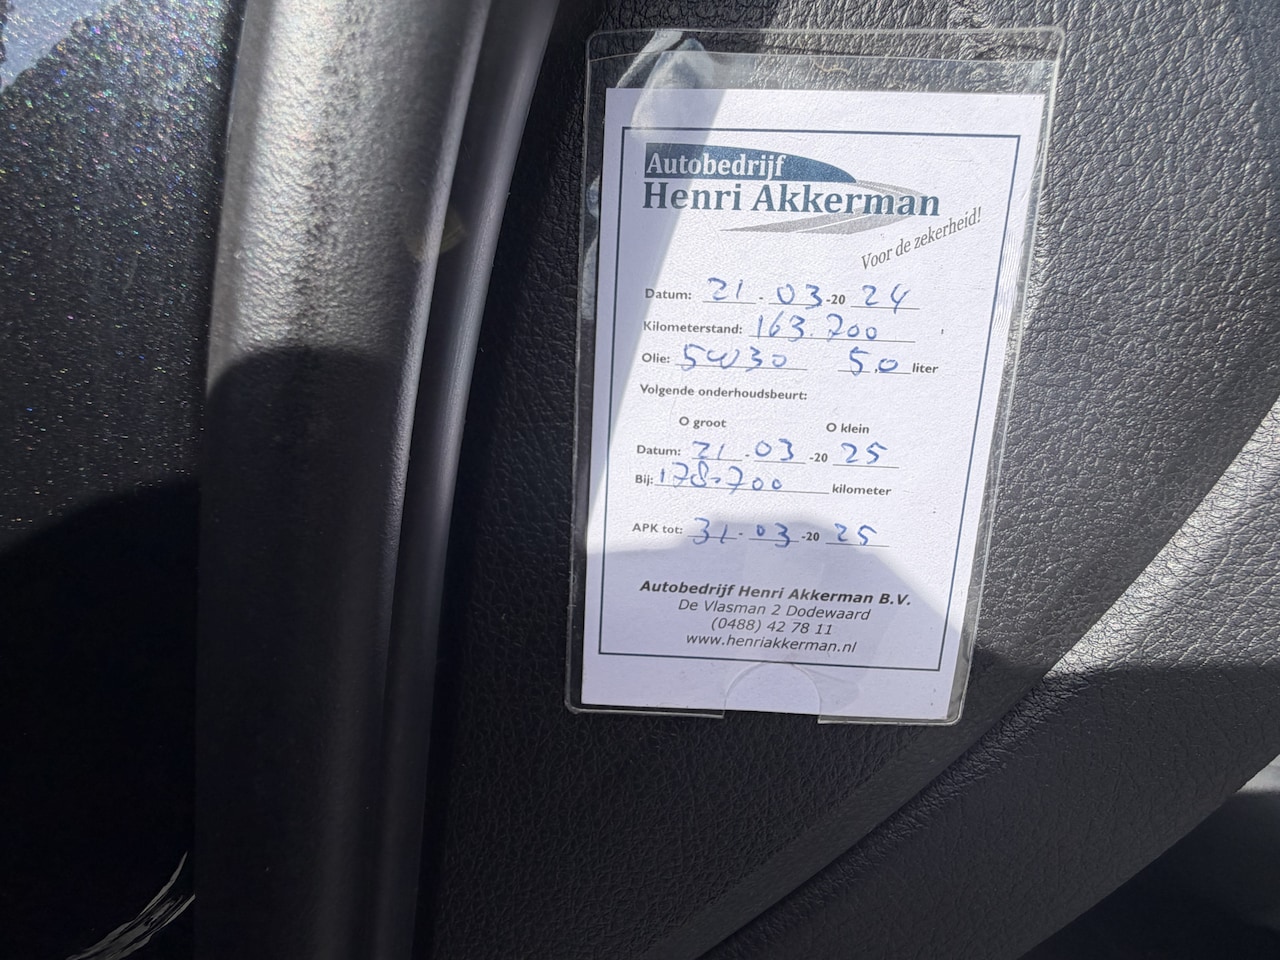 Autobedrijf
Henri Akkerman
Voor de zekerheid!
Datum: 21-03-2024
Kilometerstand: 163.700
Olie: 5W30 5,0 liter
Volgende onderhoudsbeurt:
O groot O klein
Datum: 21-03-2025
Bij: 178.700 kilometer
APK tot: 31-03-2025
Autobedrijf Henri Akkerman B.V.
De Vlasman 2 Dodewaard
(0488) 42 78 11
www.henriakkerman.nl